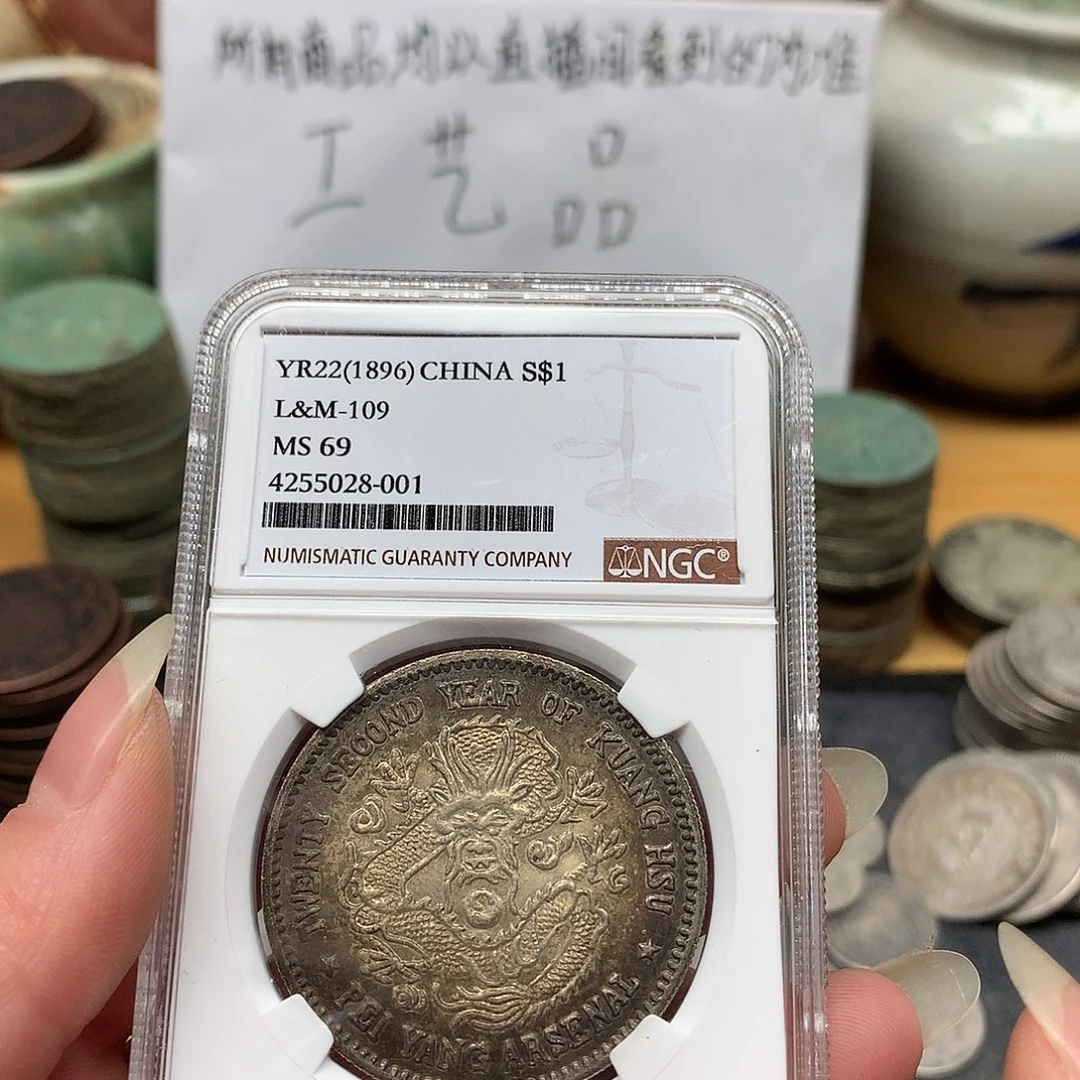 所有商品均以直播间看到的为准
工艺品
YR22(1896) CHINA S$1
L&M-109
MS 69
4255028-001
NUMISMATIC GUARANTY COMPANY
NGC®
TWENTY SECOND YEAR OF KUANG HSU
PEI YANG ARSENAL